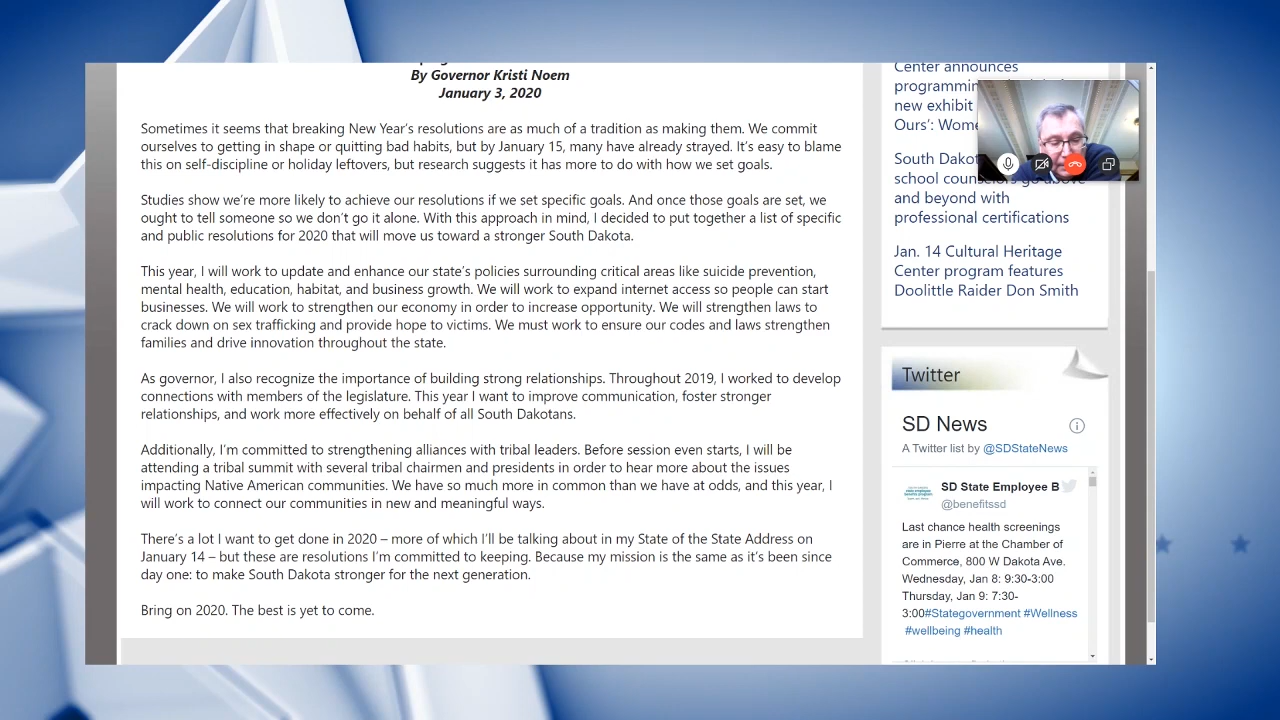 By Governor Kristi Noem
January 3, 2020
Sometimes it seems that breaking New Year's resolutions are as much of a tradition as making them. We commit
ourselves to getting in shape or quitting bad habits, but by January 15, many have already strayed. It's easy to blame
this on self-discipline or holiday leftovers, but research suggests it has more to do with how we set goals.
Studies show we're more likely to achieve our resolutions if we set specific goals. And once those goals are set, we
ought to tell someone so we don't go it alone. With this approach in mind, I decided to put together a list of specific
and public resolutions for 2020 that will move us toward a stronger South Dakota.
This year, I will work to update and enhance our state's policies surrounding critical areas like suicide prevention,
mental health, education, habitat, and business growth. We will work to expand internet access so people can start
businesses. We will work to strengthen our economy in order to increase opportunity. We will strengthen laws to
crack down on sex trafficking and provide hope to victims. We must work to ensure our codes and laws strengthen
families and drive innovation throughout the state.
As governor, I also recognize the importance of building strong relationships. Throughout 2019, I worked to develop
connections with members of the legislature. This year I want to improve communication, foster stronger
relationships, and work more effectively on behalf of all South Dakotans.
Additionally, I'm committed to strengthening alliances with tribal leaders. Before session even starts, I will be
attending a tribal summit with several tribal chairmen and presidents in order to hear more about the issues
impacting Native American communities. We have so much more in common than we have at odds, and this year, I
will work to connect our communities in new and meaningful ways.
There's a lot I want to get done in 2020 – more of which I'll be talking about in my State of the State Address on
January 14 – but these are resolutions I'm committed to keeping. Because my mission is the same as it's been since
day one: to make South Dakota stronger for the next generation.
Bring on 2020. The best is yet to come.
Center announces
new exhibit
Ours':
South
school
and beyond with
professional certifications
Jan. 14 Cultural Heritage
Center program features
Doolittle Raider Don Smith
Twitter
SD News
A Twitter list by @SDStateNews
SD State Employee B
@benefitssd
Last chance health screenings
are in Pierre at the Chamber of
Commerce, 800 W Dakota Ave.
Wednesday, Jan 8: 9:30-3:00
Thursday, Jan 9: 7:30-
3:00#Stategovernment #Wellness
#wellbeing #health